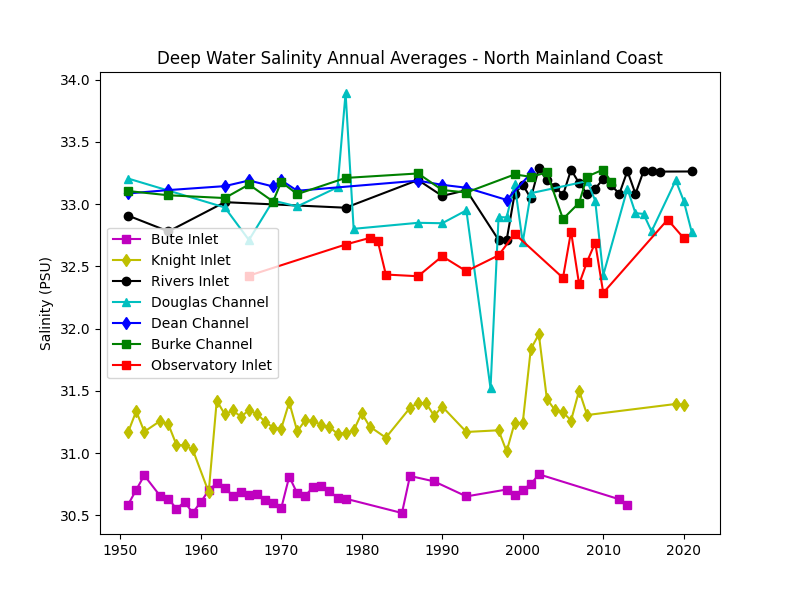 Deep Water Salinity Annual Averages - North Mainland Coast
Salinity (PSU)
34.0
33.5
33.0
32.5
32.0
31.5
31.0
30.5
Bute Inlet
Knight Inlet
Rivers Inlet
Douglas Channel
Dean Channel
Burke Channel
Observatory Inlet
1950 1960 1970 1980 1990 2000 2010 2020